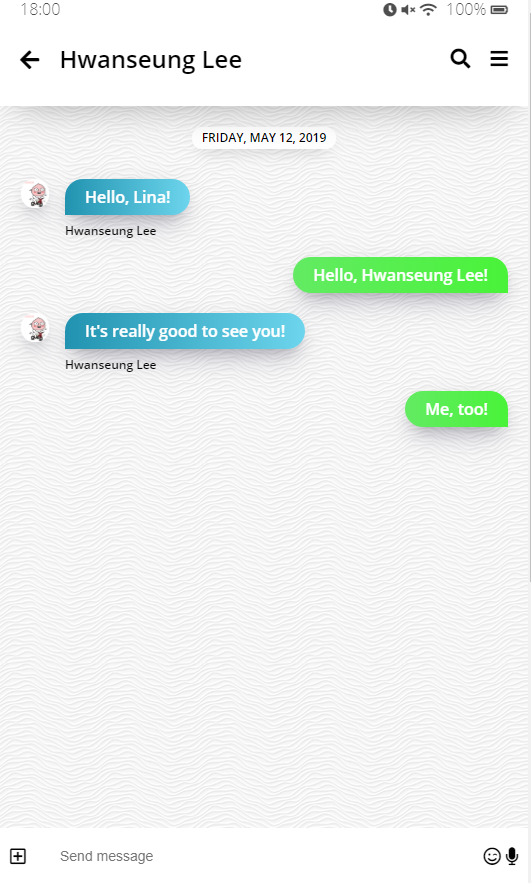 18:00
100%
Hwanseung Lee
FRIDAY, MAY 12, 2019
Hello, Lina!
Hwanseung Lee
Hello, Hwanseung Lee!
It's really good to see you!
Hwanseung Lee
Me, too!
Send message